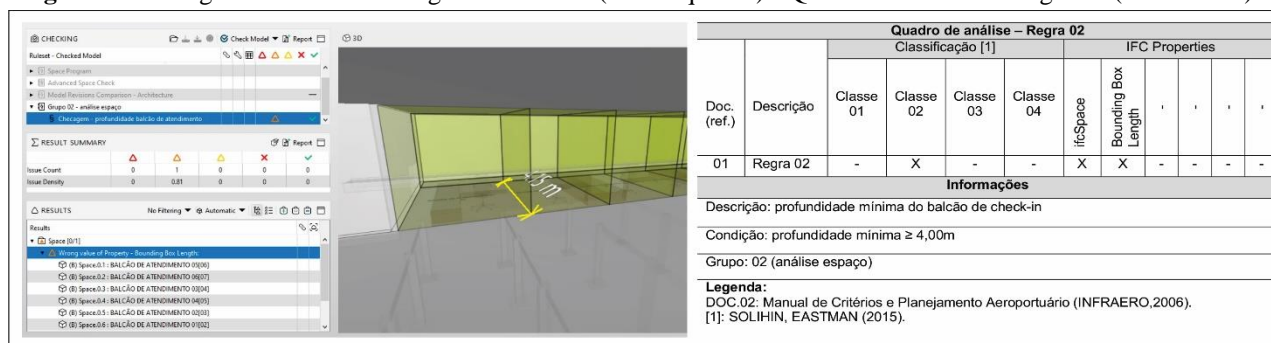 CHECKING
Check Model
Report
Ruleset - Checked Model
Space Program
Advanced Space Check
Model Revisions Comparison - Architecture
Grupo 02 - análise espaço
Checagem - profundidade balcão de atendimento
RESULT SUMMARY
Report
Issue Count 0 1 0 0 0
Issue Density 0 0.81 0 0 0
RESULTS
No Filtering
Automatic
Results
Space [0/1]
Wrong value of Property - Bounding Box Length:
(B) Space.0.1 : BALCÃO DE ATENDIMENTO 05[06]
(B) Space.0.2 : BALCÃO DE ATENDIMENTO 06[07]
(B) Space.0.3 : BALCÃO DE ATENDIMENTO 03[04]
(B) Space.0.4 : BALCÃO DE ATENDIMENTO 04[05]
(B) Space.0.5 : BALCÃO DE ATENDIMENTO 02[03]
(B) Space.0.6 : BALCÃO DE ATENDIMENTO 01[02]
3D
Quadro de análise – Regra 02
Classificação [1] IFC Properties
Doc. (ref.)
Descrição
Classe 01
Classe 02
Classe 03
Classe 04
ifcSpace
Bounding Box Length
- - - -
01 Regra 02 - X - - X X - - - -
Informações
Descrição: profundidade mínima do balcão de check-in
Condição: profundidade mínima ≥ 4,00m
Grupo: 02 (análise espaço)
Legenda:
DOC.02: Manual de Critérios e Planejamento Aeroportuário (INFRAERO,2006).
[1]: SOLIHIN, EASTMAN (2015).